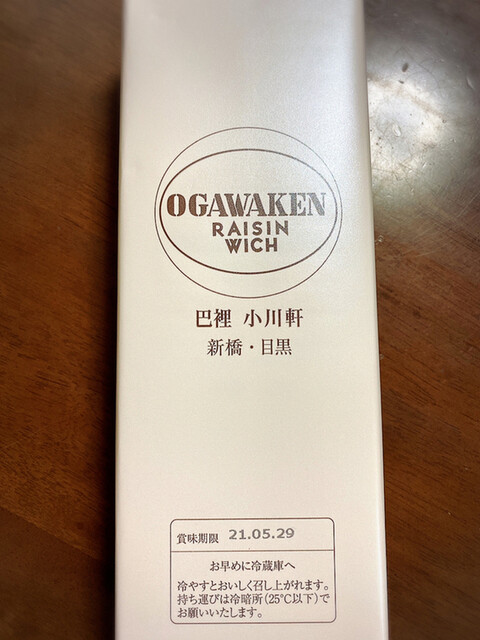 OGAWAKEN
RAISIN
WICH
巴裡 小川軒
新橋・目黒
賞味期限 21.05.29
お早めに冷蔵庫へ
冷やすとおいしく召し上がれます。
持ち運びは冷暗所(25℃以下)で
お願いいたします。